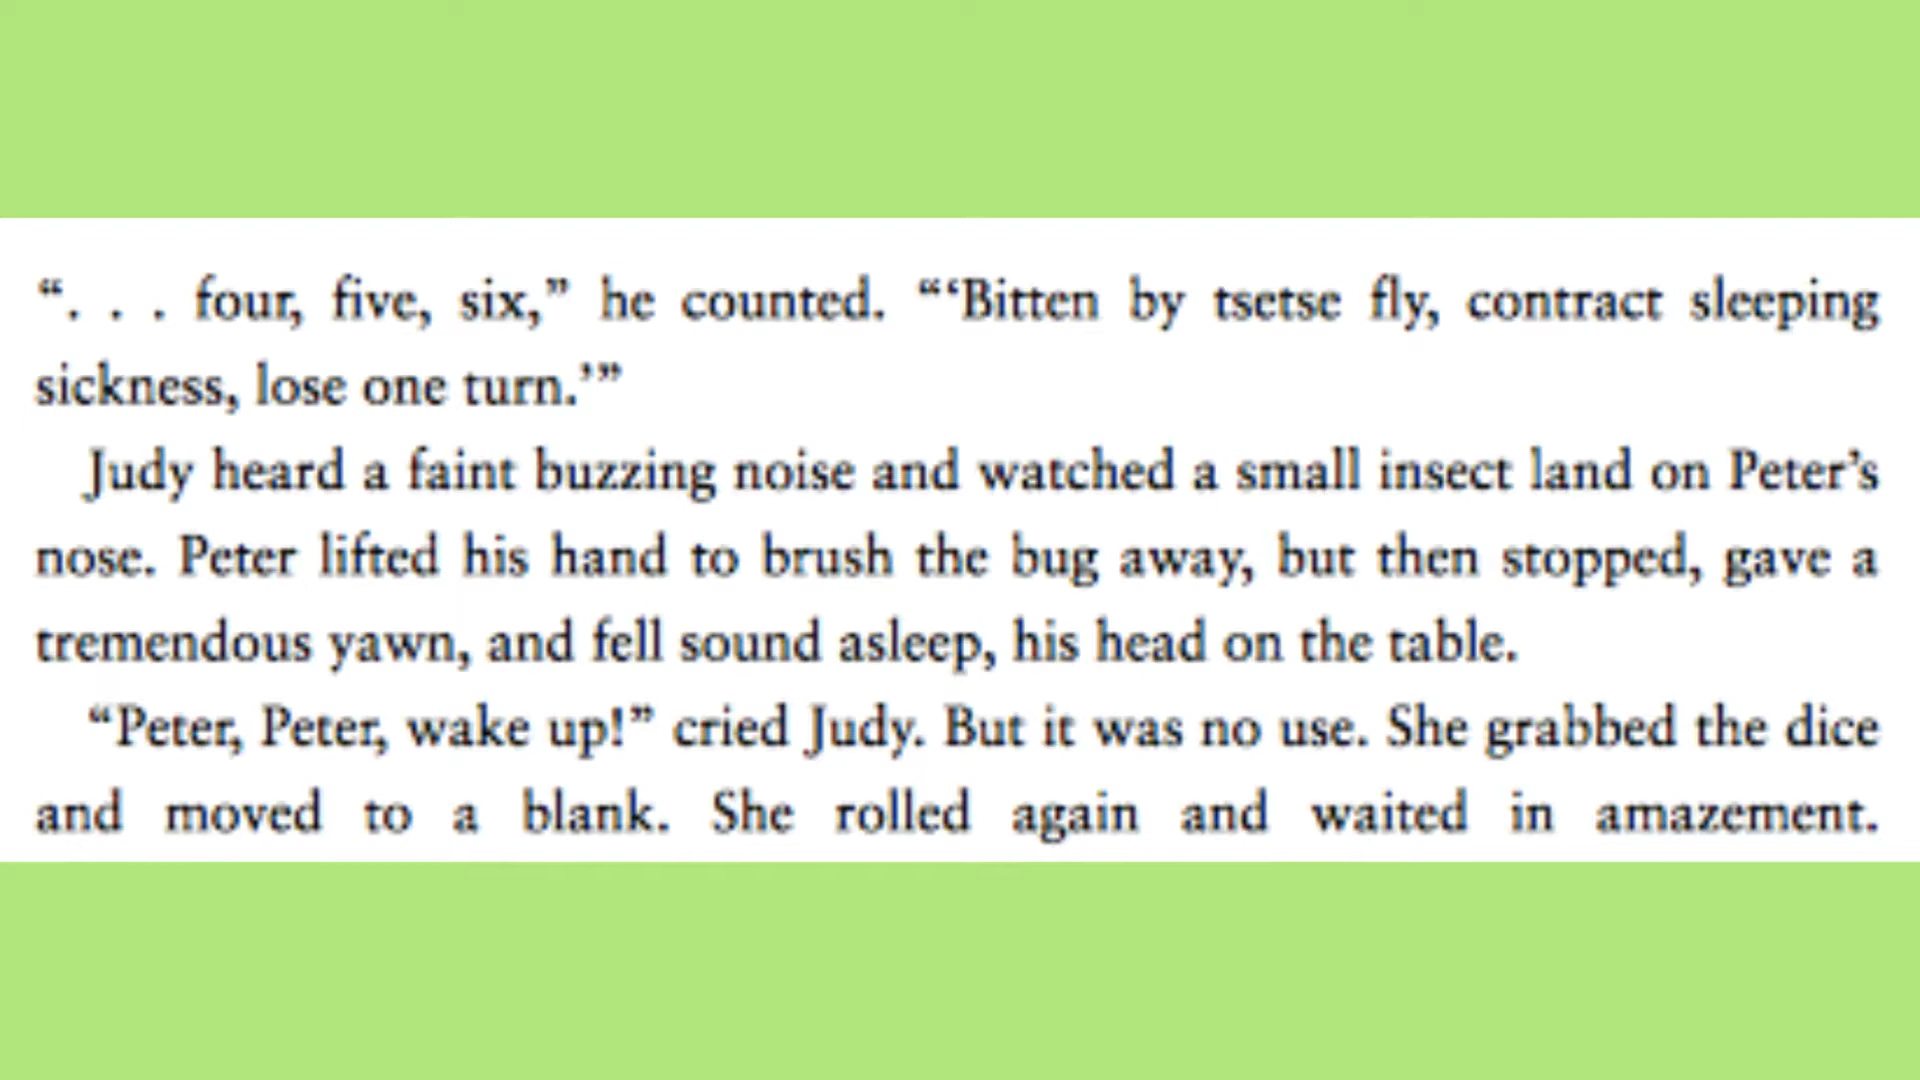 “. . . four, five, six,” he counted. “‘Bitten by tsetse fly, contract sleeping
sickness, lose one turn.’”
Judy heard a faint buzzing noise and watched a small insect land on Peter’s
nose. Peter lifted his hand to brush the bug away, but then stopped, gave a
tremendous yawn, and fell sound asleep, his head on the table.
“Peter, Peter, wake up!” cried Judy. But it was no use. She grabbed the dice
and moved to a blank. She rolled again and waited in amazement.